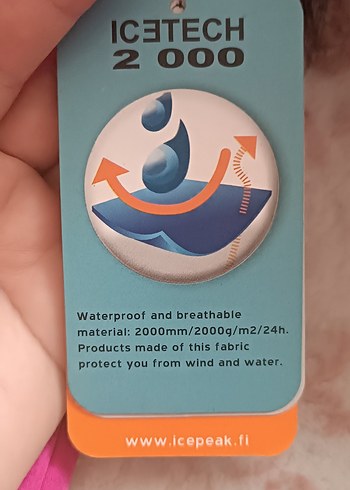 ICETECH
2 000
Waterproof and breathable
material: 2000mm/2000g/m2/24h.
Products made of this fabric
protect you from wind and water.
www.icepeak.fi